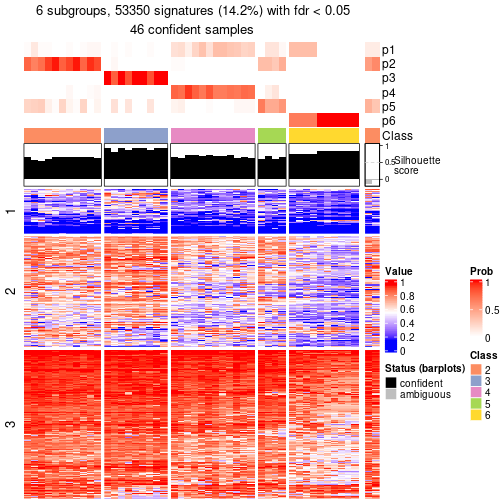 6 subgroups, 53350 signatures (14.2%) with fdr < 0.05
46 confident samples
p1
p2
p3
p4
p5
p6
Class
1
0.5
0
Silhouette
score
1
2
3
Value
1
0.8
0.6
0.4
0.2
0
Status (barplots)
confident
ambiguous
Prob
1
0.5
0
Class
2
3
4
5
6